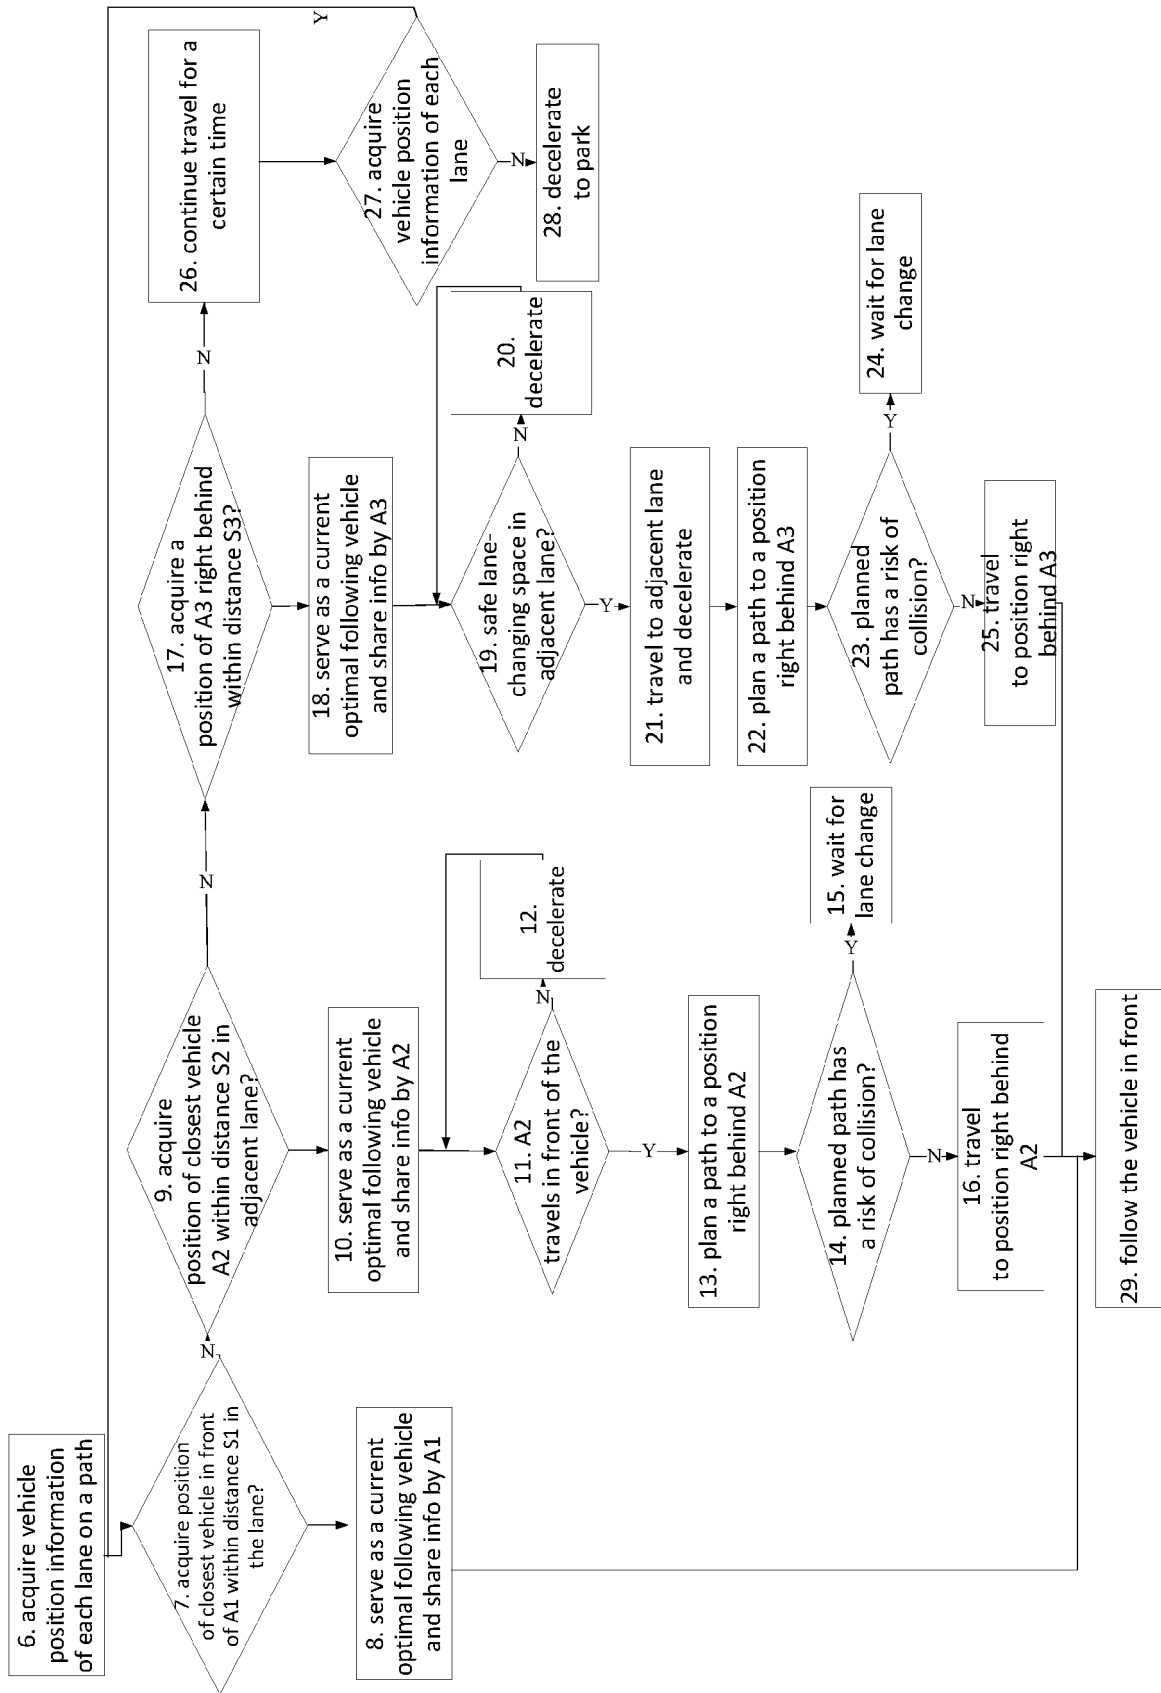 6. acquire vehicle
position information
of each lane on a path
7. acquire position
of closest vehicle in front
of A1 within distance S1 in
the lane?
8. serve as a current
optimal following vehicle
and share info by A1
N
9. acquire
position of closest vehicle
A2 within distance S2 in
adjacent lane?
10. serve as a current
optimal following vehicle
and share info by A2
11. A2
travels in front of the
vehicle?
N
12.
decelerate
Y
13. plan a path to a position
right behind A2
14. planned path has
a risk of collision?
Y
15. wait for
lane change
N
16. travel
to position right behind
A2
N
17. acquire a
position of A3 right behind
within distance S3?
18. serve as a current
optimal following vehicle
and share info by A3
19. safe lane-
changing space in
adjacent lane?
N
20.
decelerate
Y
21. travel to adjacent lane
and decelerate
22. plan a path to a position
right behind A3
23. planned
path has a risk of
collision?
Y
24. wait for lane
change
N
25. travel
to position right
behind A3
N
26. continue travel for a
certain time
27. acquire
vehicle position
information of each
lane
Y
N
28. decelerate
to park
29. follow the vehicle in front